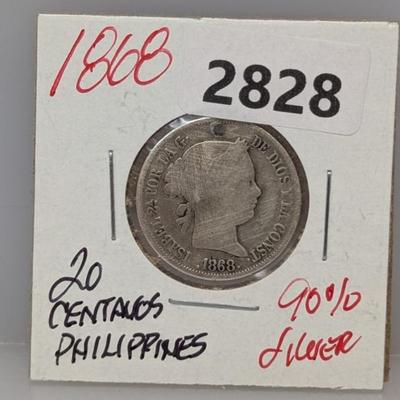 1868
2828
ISABEL 2ª POR LA G. DE DIOS Y LA CONST
·1868·
20
CENTAVOS
PHILIPPINES
90%
SILVER